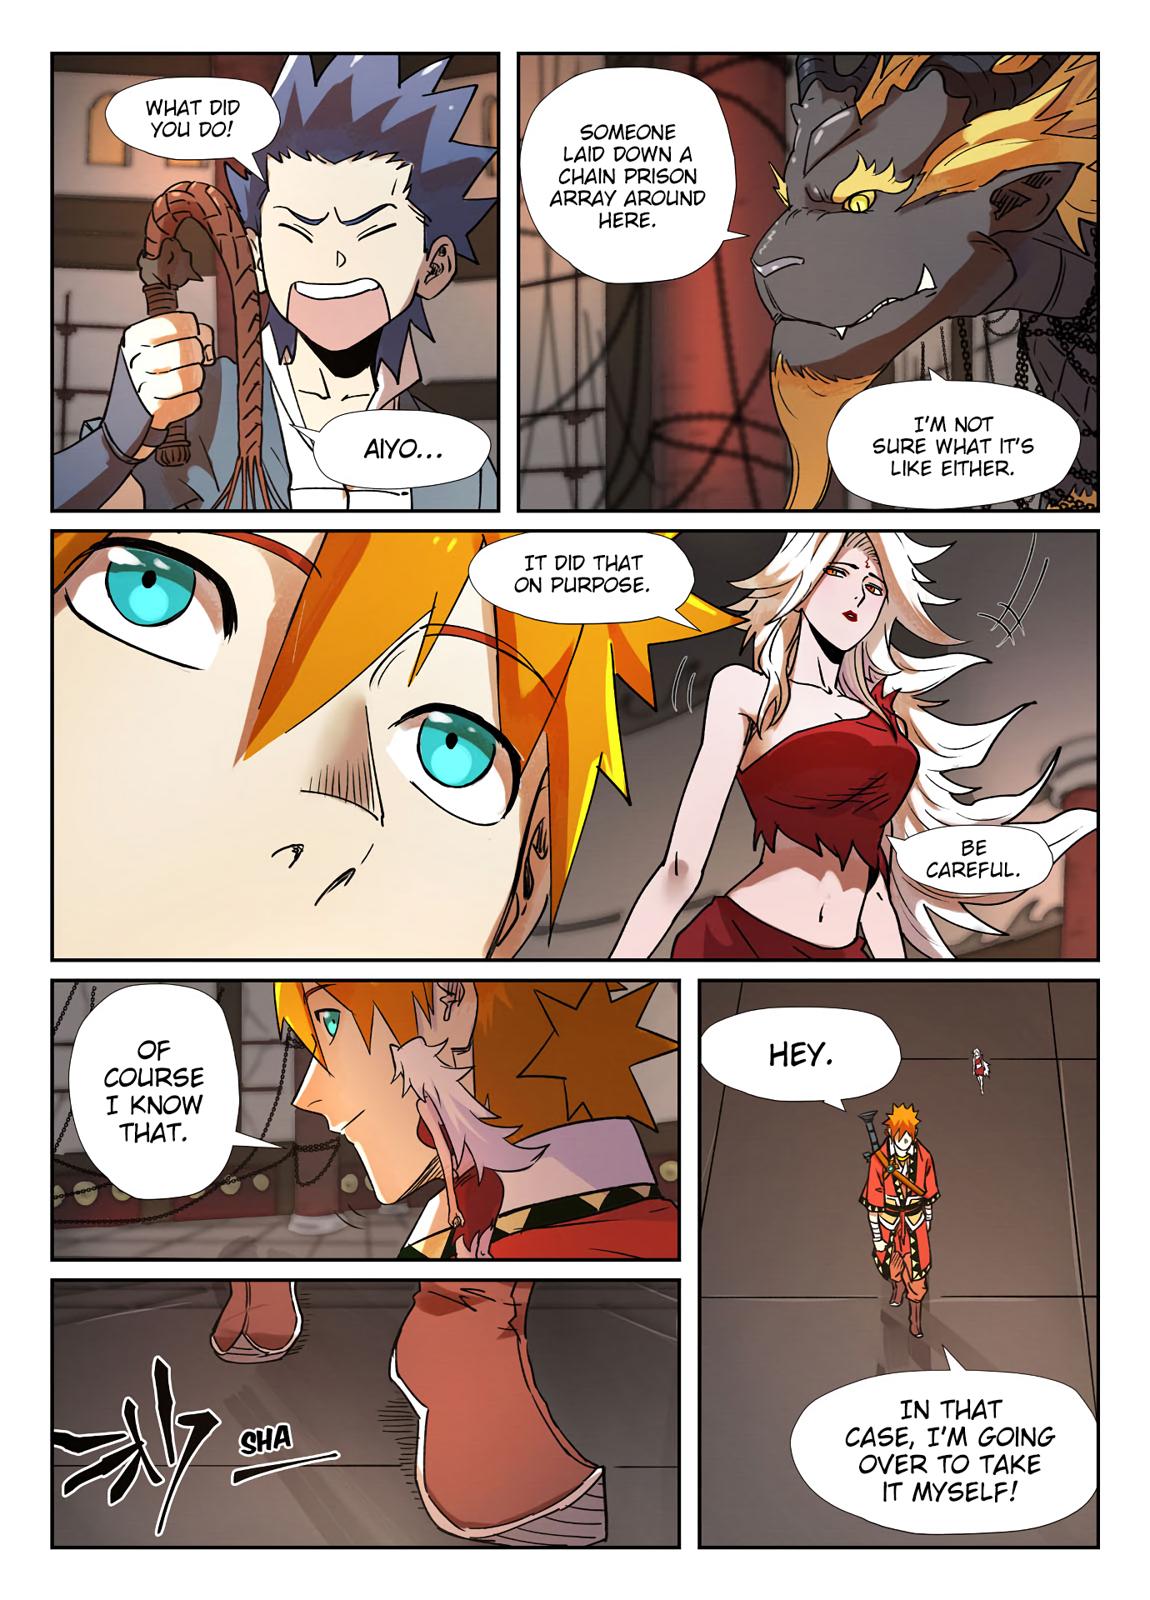 WHAT DID
YOU DO!
AIYO...
SOMEONE
LAID DOWN A
CHAIN PRISON
ARRAY AROUND
HERE.
I'M NOT
SURE WHAT IT'S
LIKE EITHER.
IT DID THAT
ON PURPOSE.
BE
CAREFUL.
OF
COURSE
I KNOW
THAT.
SHA
HEY.
IN THAT
CASE, I'M GOING
OVER TO TAKE
IT MYSELF!